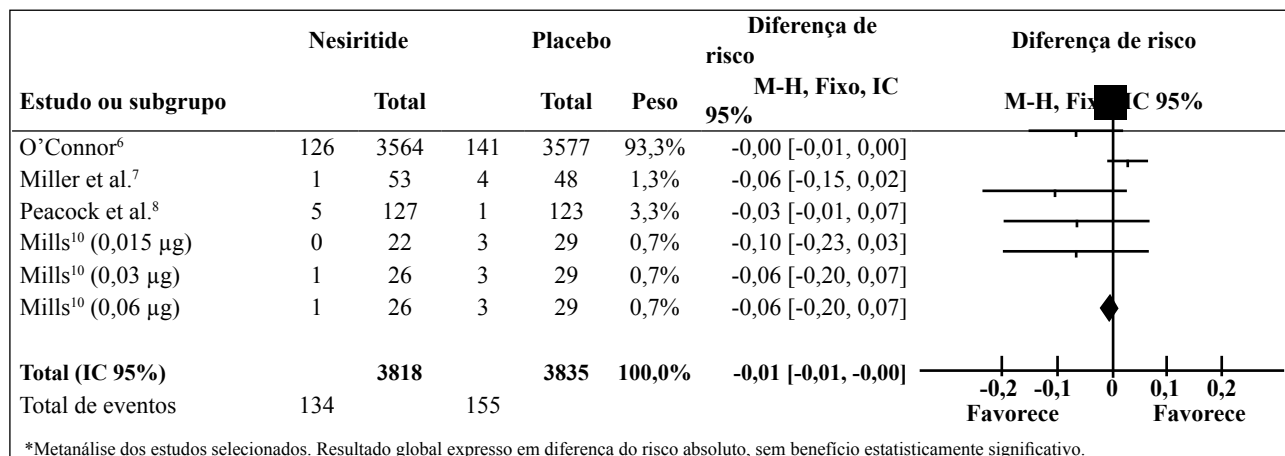 Nesiritide Placebo Diferença de risco Diferença de risco
Estudo ou subgrupo Total Total Peso M-H, Fixo, IC 95% M-H, Fixo, IC 95%
O’Connor⁶ 126 3564 141 3577 93,3% -0,00 [-0,01, 0,00]
Miller et al.⁷ 1 53 4 48 1,3% -0,06 [-0,15, 0,02]
Peacock et al.⁸ 5 127 1 123 3,3% -0,03 [-0,01, 0,07]
Mills¹⁰ (0,015 µg) 0 22 3 29 0,7% -0,10 [-0,23, 0,03]
Mills¹⁰ (0,03 µg) 1 26 3 29 0,7% -0,06 [-0,20, 0,07]
Mills¹⁰ (0,06 µg) 1 26 3 29 0,7% -0,06 [-0,20, 0,07]
Total (IC 95%) 3818 3835 100,0% -0,01 [-0,01, -0,00]
Total de eventos 134 155
-0,2 -0,1 0 0,1 0,2
Favorece Favorece
*Metanálise dos estudos selecionados. Resultado global expresso em diferença do risco absoluto, sem benefício estatisticamente significativo.